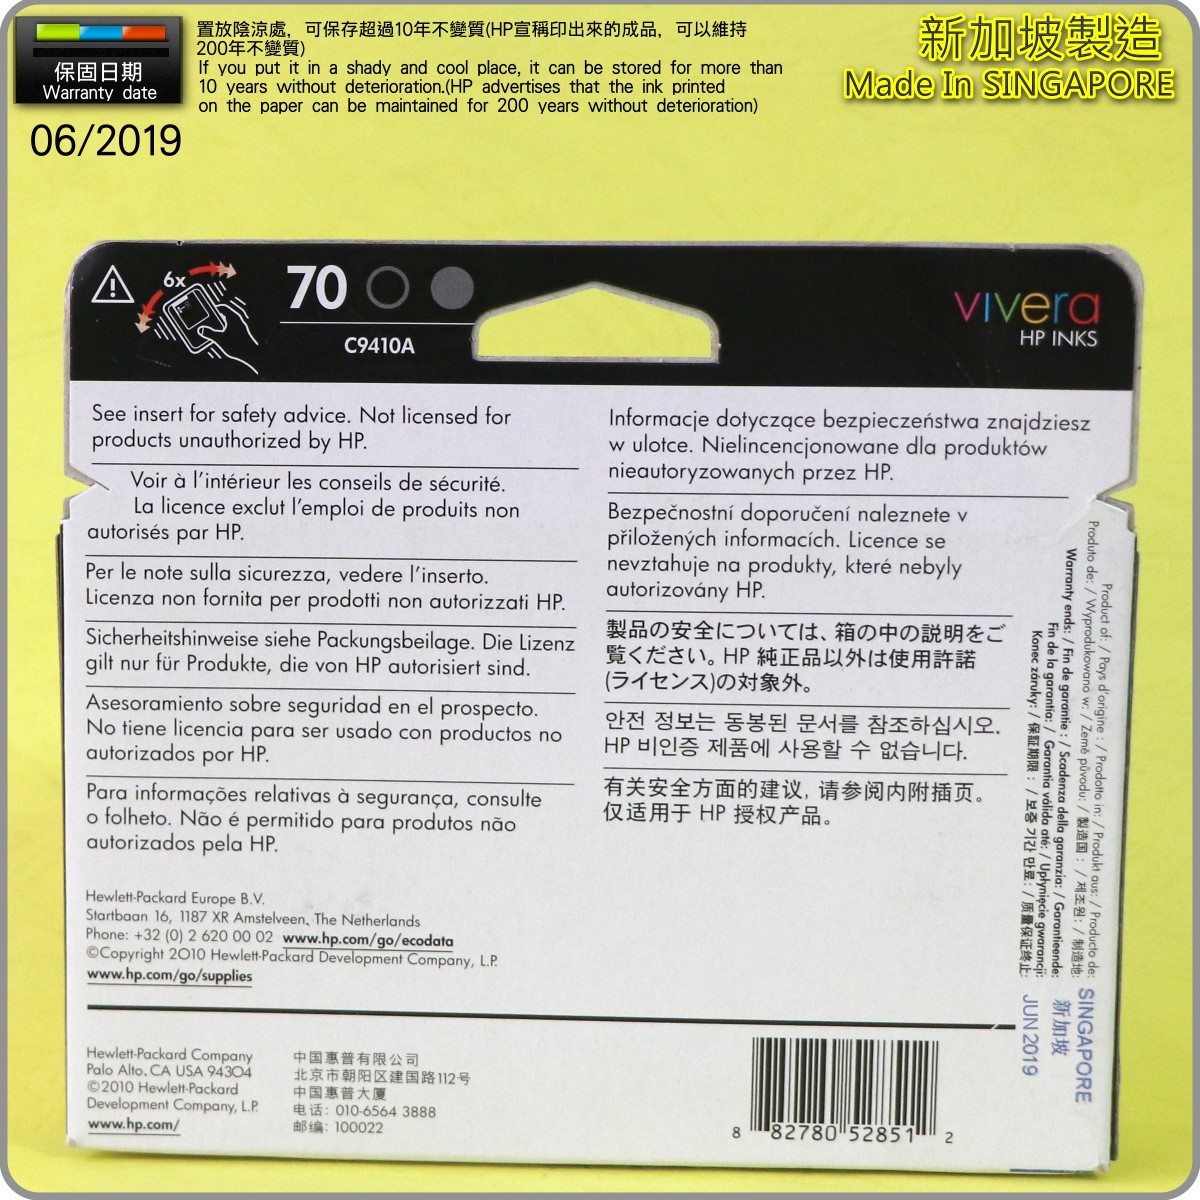 保固日期
Warranty date
06/2019
置放陰涼處，可保存超過10年不變質(HP宣稱印出來的成品，可以維持
200年不變質)
If you put it in a shady and cool place, it can be stored for more than
10 years without deterioration.(HP advertises that the ink printed
on the paper can be maintained for 200 years without deterioration)
新加坡製造
Made In SINGAPORE
6x
70
C9410A
vivera
HP INKS
See insert for safety advice. Not licensed for
products unauthorized by HP.
Voir à l'intérieur les conseils de sécurité.
La licence exclut l'emploi de produits non
autorisés par HP.
Per le note sulla sicurezza, vedere l'inserto.
Licenza non fornita per prodotti non autorizzati HP.
Sicherheitshinweise siehe Packungsbeilage. Die Lizenz
gilt nur für Produkte, die von HP autorisiert sind.
Asesoramiento sobre seguridad en el prospecto.
No tiene licencia para ser usado con productos no
autorizados por HP.
Para informações relativas à segurança, consulte
o folheto. Não é permitido para produtos não
autorizados pela HP.
Hewlett-Packard Europe B.V.
Startbaan 16, 1187 XR Amstelveen, The Netherlands
Phone: +32 (0) 2 620 00 02 www.hp.com/go/ecodata
©Copyright 2010 Hewlett-Packard Development Company, L.P.
www.hp.com/go/supplies
Informacje dotyczące bezpieczeństwa znajdziesz
w ulotce. Nielincencjonowane dla produktów
nieautoryzowanych przez HP.
Bezpečnostní doporučení naleznete v
přiložených informacích. Licence se
nevztahuje na produkty, které nebyly
autorizovány HP.
製品の安全については、箱の中の説明をご
覧ください。HP 純正品以外は使用許諾
(ライセンス)の対象外。
안전 정보는 동봉된 문서를 참조하십시오.
HP 비인증 제품에 사용할 수 없습니다.
有关安全方面的建议, 请参阅内附插页。
仅适用于 HP 授权产品。
Product of: / Pays d'origine : / Prodotto in: / Produkt aus: / Producto de:
Produto de: / Wyprodukowano w: / Země původu: / 製造国 : / 제조원: / 制造地:
Warranty ends: / Fin de garantie : / Scadenza della garanzia: / Garantieende:
Fin de la garantía: / Garantia válida até: / Upłynięcie gwarancji:
Konec záruky: / 保証期限 : / 보증 기간 만료: / 质量保证终止:
SINGAPORE
新加坡
JUN 2019
Hewlett-Packard Company
Palo Alto, CA USA 94304
©2010 Hewlett-Packard
Development Company, L.P.
www.hp.com/
中国惠普有限公司
北京市朝阳区建国路112号
中国惠普大厦
电话: 010-6564 3888
邮编: 100022
8 82780 52851 2